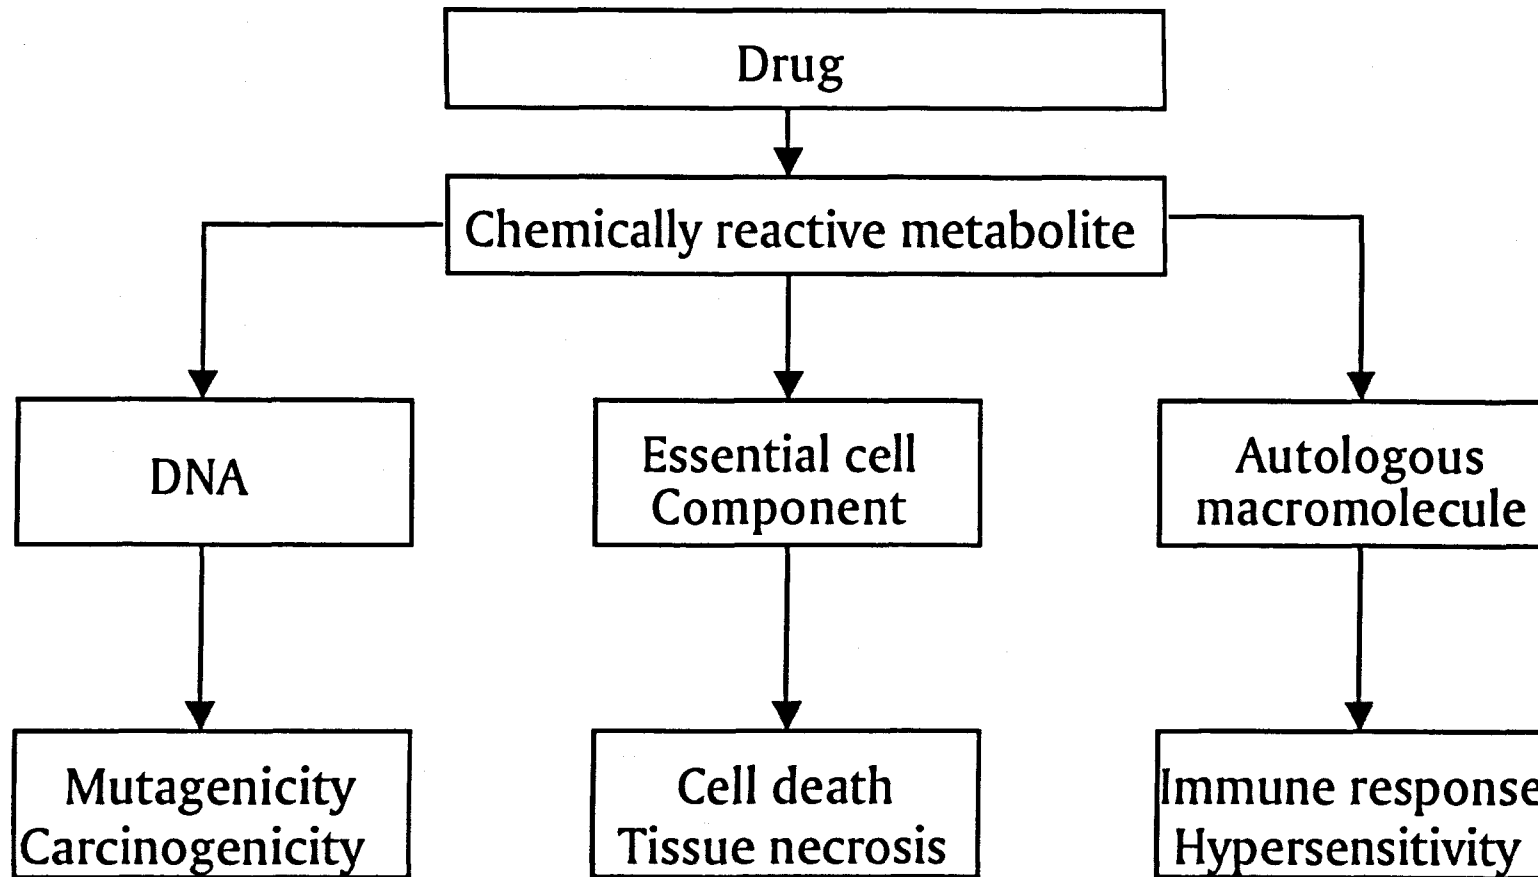 Drug
Chemically reactive metabolite
DNA
Essential cell
Component
Autologous
macromolecule
Mutagenicity
Carcinogenicity
Cell death
Tissue necrosis
Immune response
Hypersensitivity